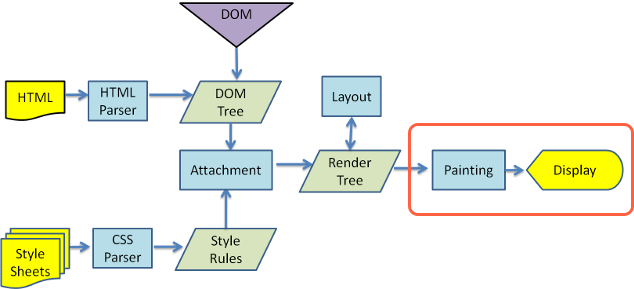 DOM
HTML
HTML
Parser
DOM
Tree
Layout
Attachment
Render
Tree
Painting
Display
Style
Sheets
CSS
Parser
Style
Rules